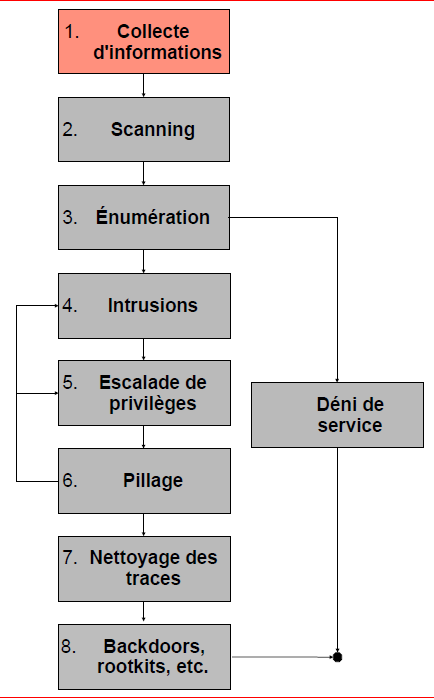 1. Collecte
d'informations
2. Scanning
3. Énumération
4. Intrusions
5. Escalade de
privilèges
Déni de
service
6. Pillage
7. Nettoyage des
traces
8. Backdoors,
rootkits, etc.